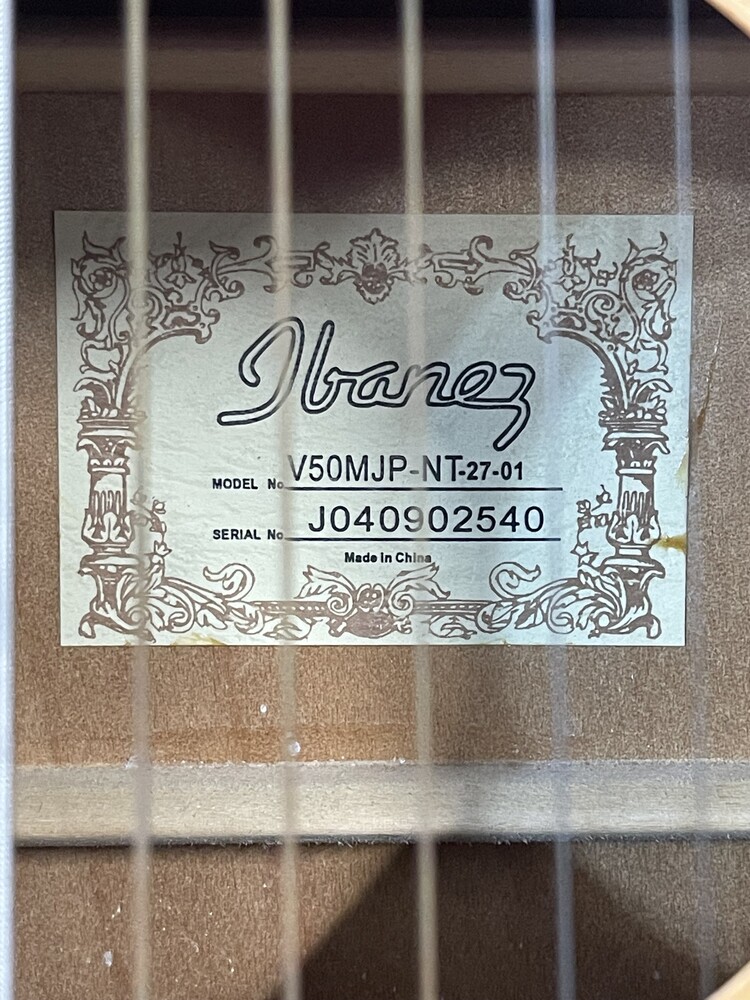 Ibanez
MODEL No. V50MJP-NT-27-01
SERIAL No. J040902540
Made in China